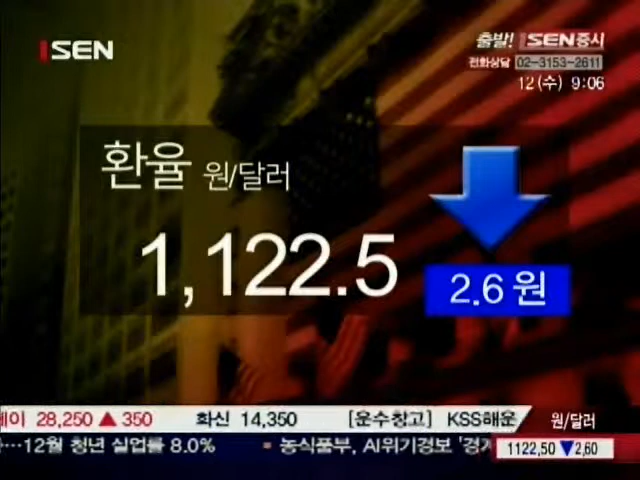 SEN
출발! SEN증시
전화상담 02-3153-2611
12(수) 9:06
환율 원/달러
1,122.5
2.6원
28,250 ▲ 350 화신 14,350 [운수창고] KSS해운
원/달러
…12월 청년 실업률 8.0% 농식품부, AI위기경보
1122,50 ▼2,60